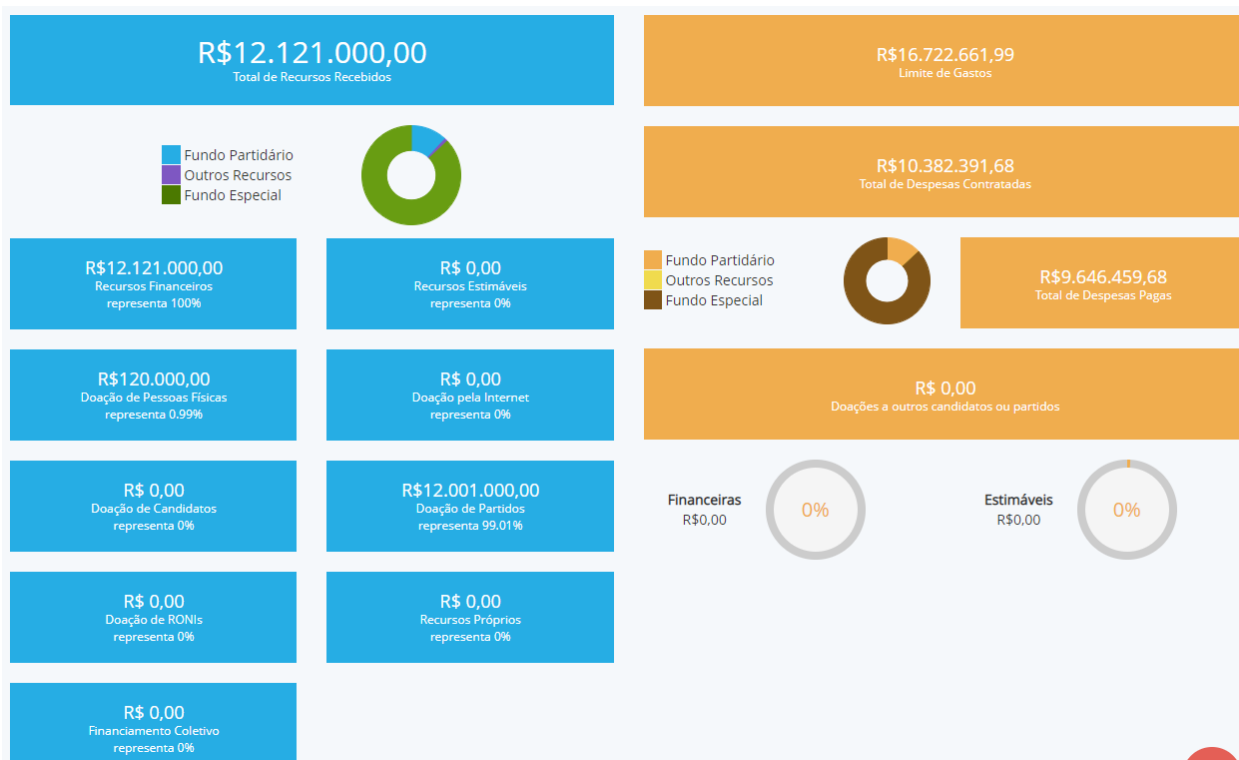 R$12.121.000,00
Total de Recursos Recebidos
Fundo Partidário
Outros Recursos
Fundo Especial
R$12.121.000,00
Recursos Financeiros
representa 100%
R$ 0,00
Recursos Estimáveis
representa 0%
R$120.000,00
Doação de Pessoas Físicas
representa 0.99%
R$ 0,00
Doação pela Internet
representa 0%
R$ 0,00
Doação de Candidatos
representa 0%
R$12.001.000,00
Doação de Partidos
representa 99.01%
R$ 0,00
Doação de RONIs
representa 0%
R$ 0,00
Recursos Próprios
representa 0%
R$ 0,00
Financiamento Coletivo
representa 0%
R$16.722.661,99
Limite de Gastos
R$10.382.391,68
Total de Despesas Contratadas
Fundo Partidário
Outros Recursos
Fundo Especial
R$9.646.459,68
Total de Despesas Pagas
R$ 0,00
Doações a outros candidatos ou partidos
Financeiras
R$0,00
0%
Estimáveis
R$0,00
0%